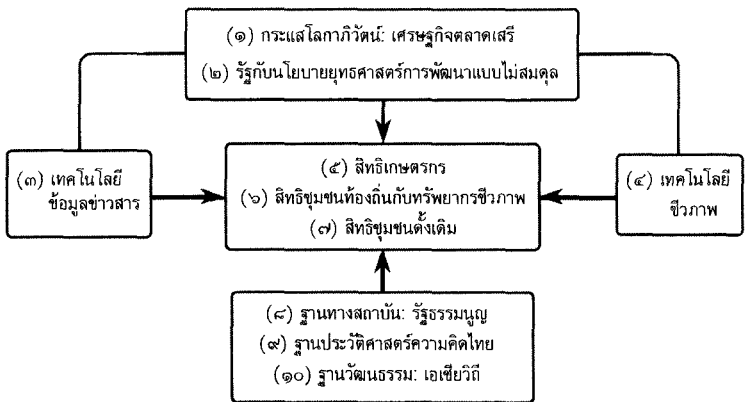 (๑) กระแสโลกาภิวัตน์: เศรษฐกิจตลาดเสรี
(๒) รัฐกับนโยบายยุทธศาสตร์การพัฒนาแบบไม่สมดุล
(๓) เทคโนโลยี
ข้อมูลข่าวสาร
(๕) สิทธิเกษตรกร
(๖) สิทธิชุมชนท้องถิ่นกับทรัพยากรชีวภาพ
(๗) สิทธิชุมชนดั้งเดิม
(๔) เทคโนโลยี
ชีวภาพ
(๘) ฐานทางสถาบัน: รัฐธรรมนูญ
(๙) ฐานประวัติศาสตร์ความคิดไทย
(๑๐) ฐานวัฒนธรรม: เอเชียวิถี